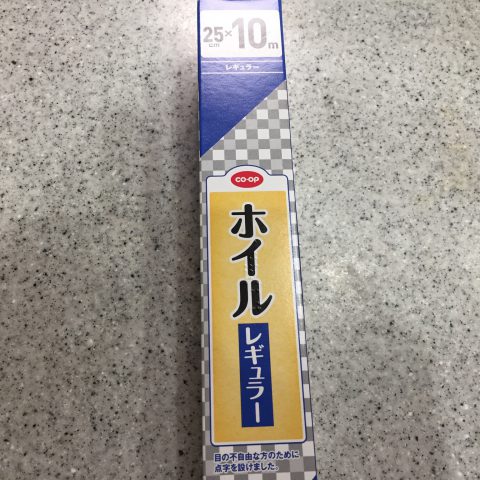 25cm×10m
レギュラー
CO·OP
ホイル
レギュラー
目の不自由な方のために
点字を設けました。